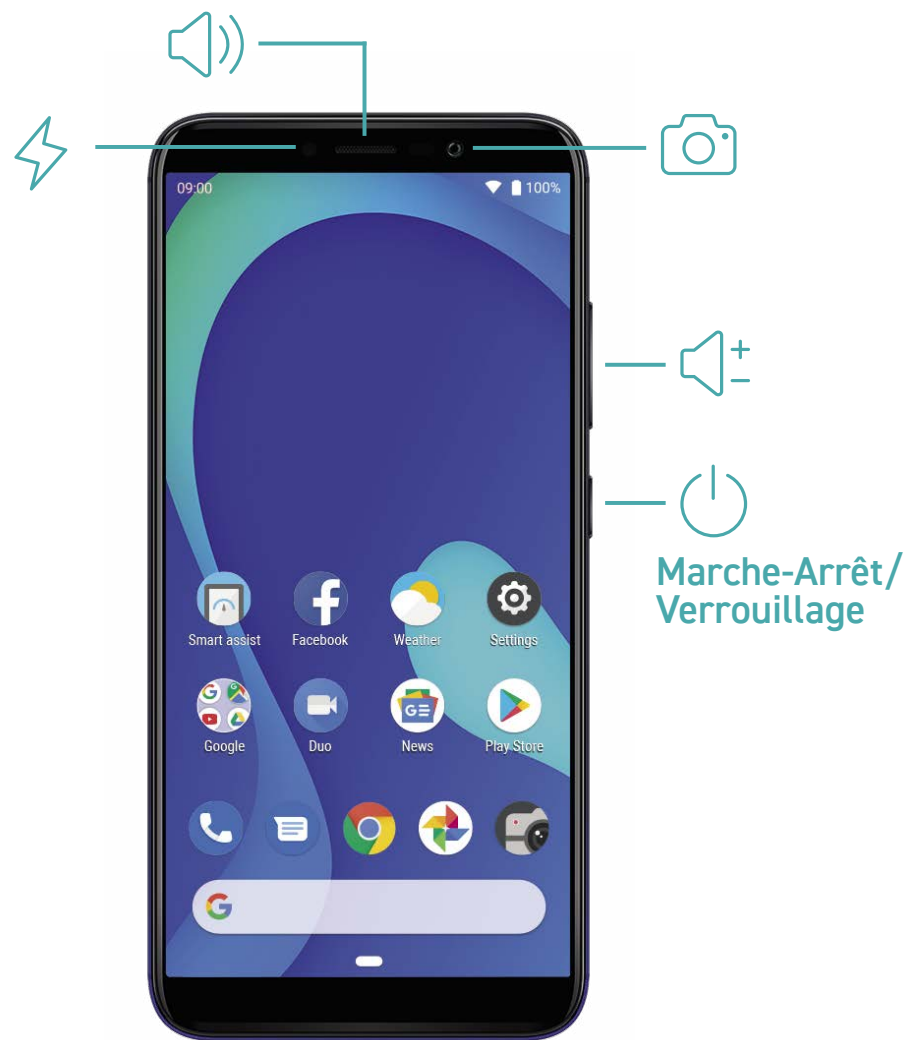 09:00 100%
+
−
Marche-Arrêt/
Verrouillage
Smart assist Facebook Weather Settings
Google Duo News Play Store